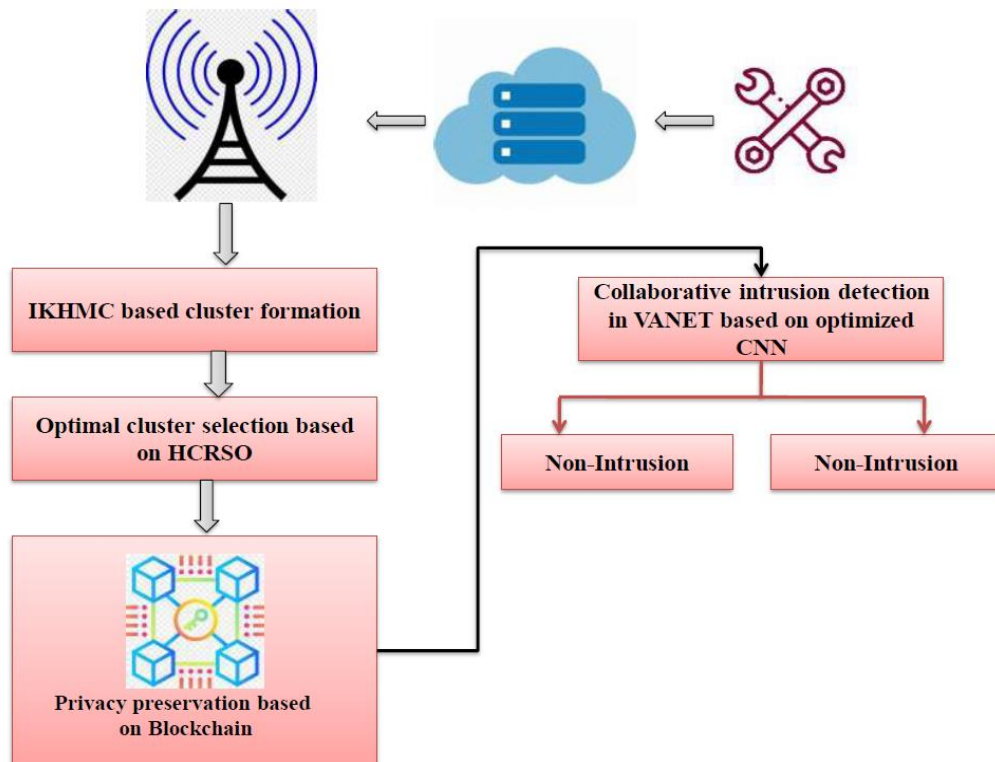 IKHMC based cluster formation
Optimal cluster selection based
on HCRSO
Privacy preservation based
on Blockchain
Collaborative intrusion detection
in VANET based on optimized
CNN
Non-Intrusion
Non-Intrusion